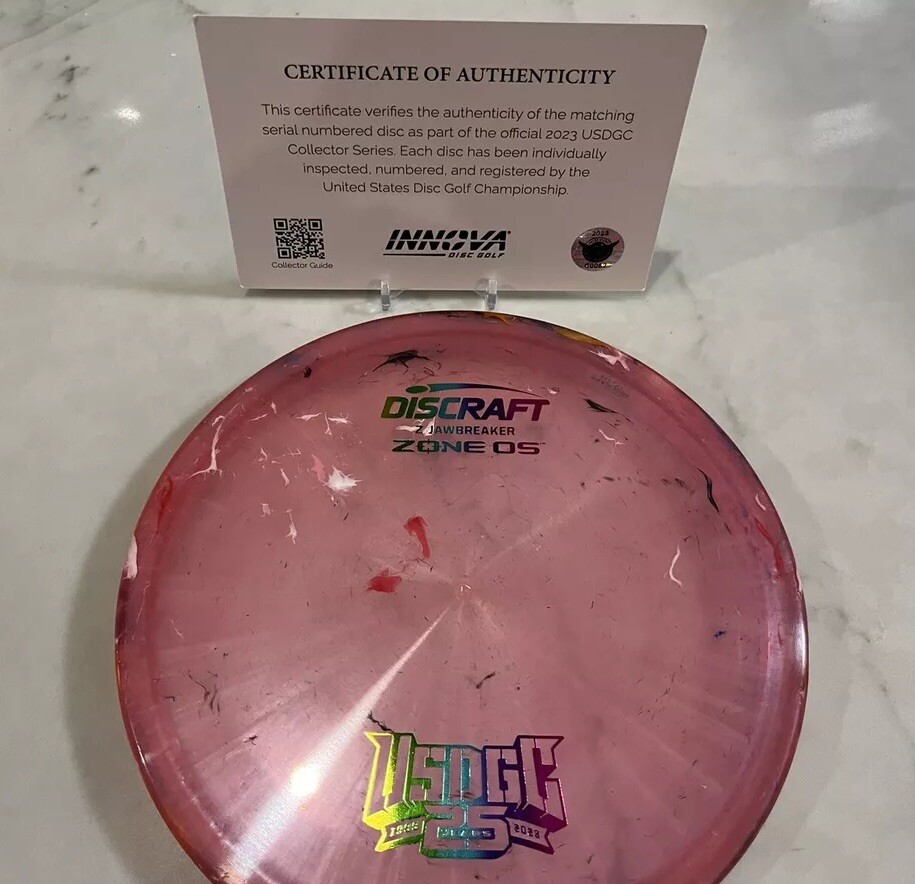 CERTIFICATE OF AUTHENTICITY
This certificate verifies the authenticity of the matching
serial numbered disc as part of the official 2023 USDGC
Collector Series. Each disc has been individually
inspected, numbered, and registered by the
United States Disc Golf Championship.
Collector Guide
INNOVA
DISC GOLF
2023
DISCRAFT
Z JAWBREAKER
ZONE OS
USDGC
25
YEARS
2023